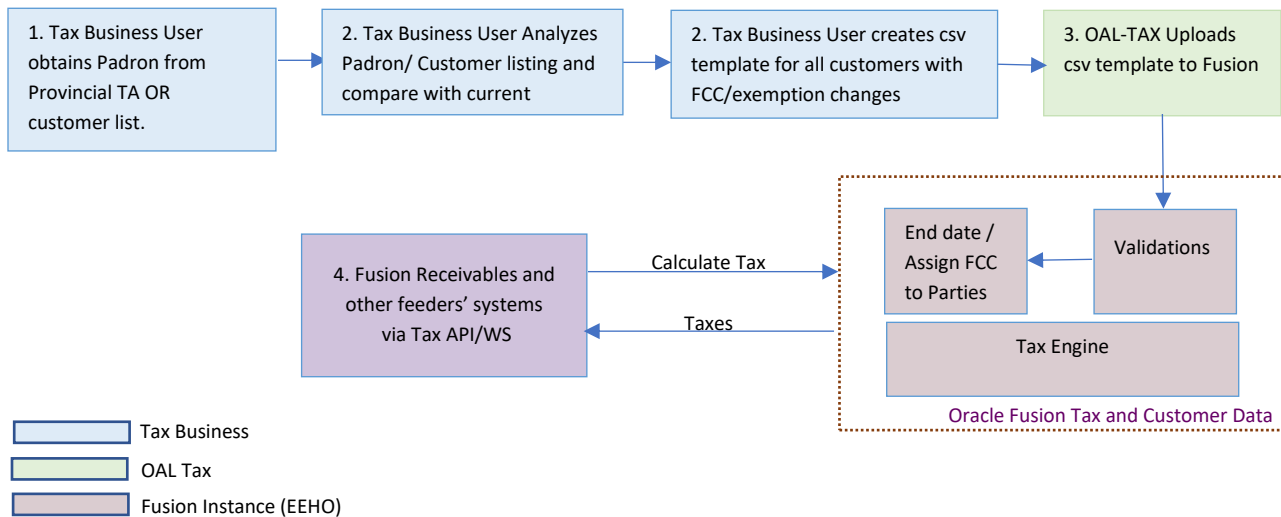 1. Tax Business User
obtains Padron from
Provincial TA OR
customer list.
2. Tax Business User Analyzes
Padron/ Customer listing and
compare with current
2. Tax Business User creates csv
template for all customers with
FCC/exemption changes
3. OAL-TAX Uploads
csv template to Fusion
4. Fusion Receivables and
other feeders’ systems
via Tax API/WS
Calculate Tax
Taxes
End date /
Assign FCC
to Parties
Validations
Tax Engine
Oracle Fusion Tax and Customer Data
Tax Business
OAL Tax
Fusion Instance (EEHO)